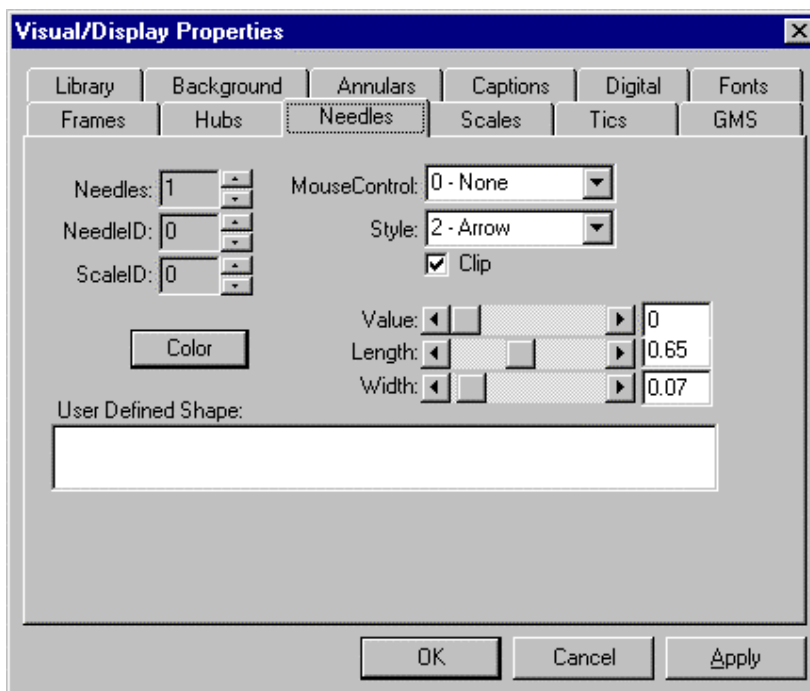 Visual/Display Properties
Library Background Annulars Captions Digital Fonts
Frames Hubs Needles Scales Tics GMS
Needles: 1 MouseControl: 0 - None
NeedleID: 0 Style: 2 - Arrow
ScaleID: 0 Clip
Value: 0
Color Length: 0.65
Width: 0.07
User Defined Shape:
OK Cancel Apply